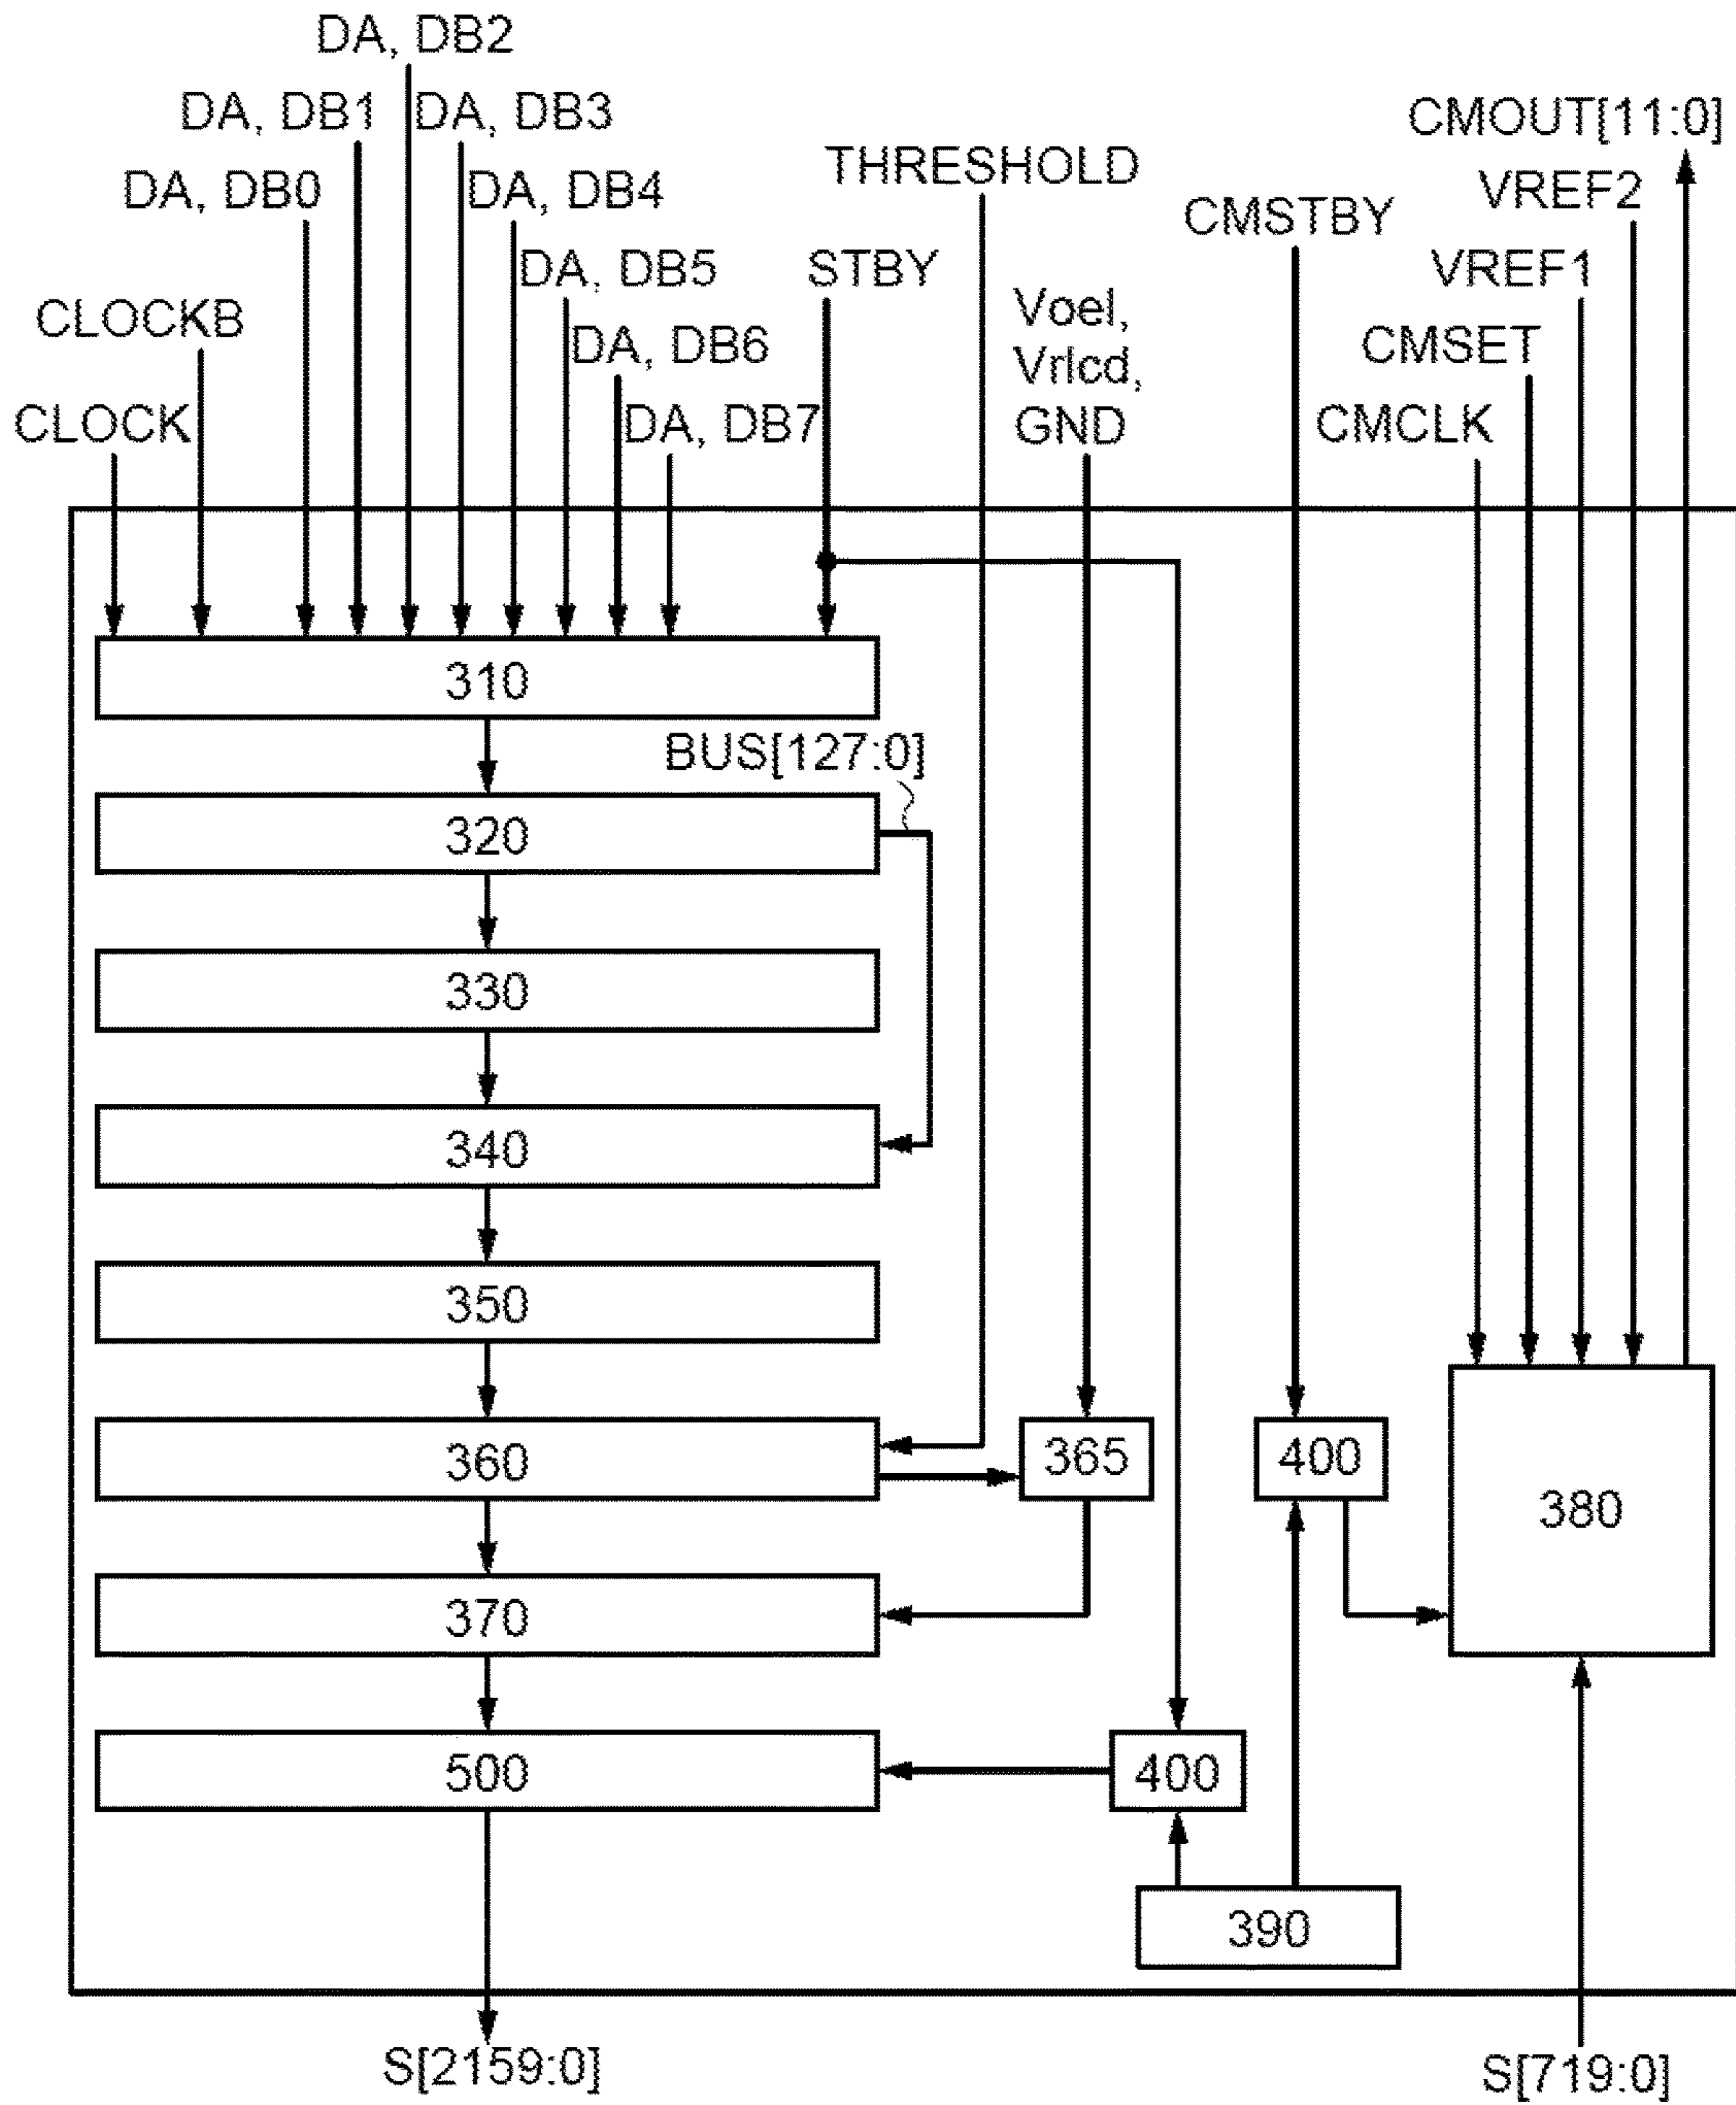 DA, DB2
DA, DB1
DA, DB3
CMOUT[11:0]
THRESHOLD
DA, DB0
DA, DB4
VREF2
CMSTBY
DA, DB5
STBY
VREF1
Voel,
Vrlcd,
GND
CLOCKB
DA, DB6
CMSET
CLOCK
DA, DB7
CMCLK
310
BUS[127:0]
320
330
340
350
360
365
400
380
370
500
400
390
S[2159:0]
S[719:0]